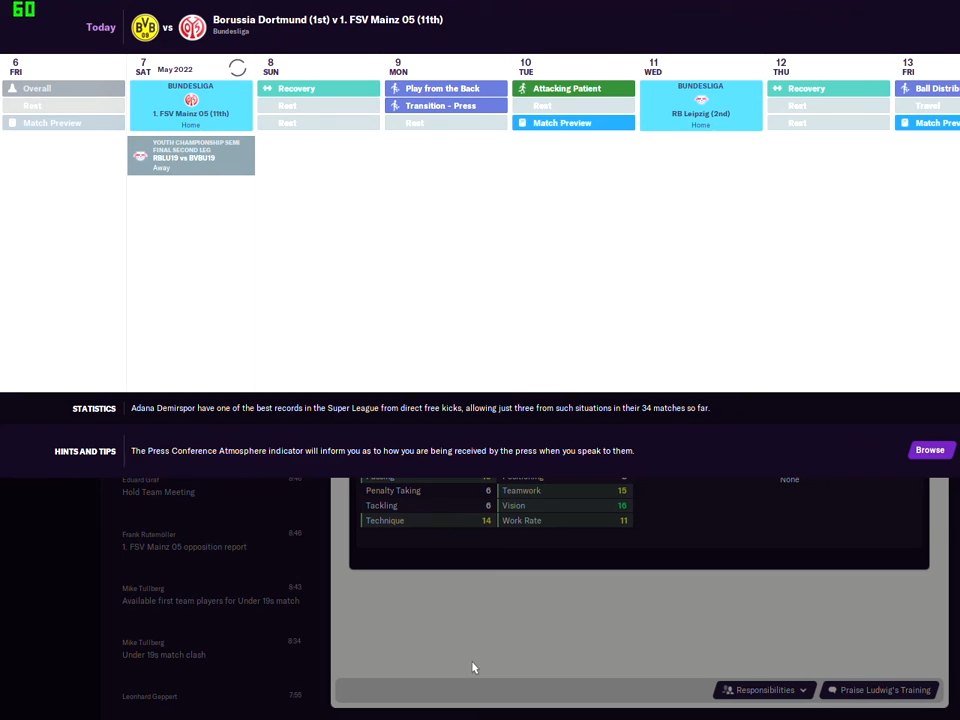 60
Today
Borussia Dortmund (1st) v 1. FSV Mainz 05 (11th)
vs
Bundesliga
6 FRI
7 SAT May 2022
8 SUN
9 MON
10 TUE
11 WED
12 THU
13 FRI
Overall
Rest
Match Preview
BUNDESLIGA
1. FSV Mainz 05 (11th)
Home
Recovery
Rest
Rest
Play from the Back
Transition - Press
Rest
Attacking Patient
Rest
Match Preview
BUNDESLIGA
RB Leipzig (2nd)
Home
Recovery
Rest
Rest
Ball Distrib
Travel
Match Prev
YOUTH CHAMPIONSHIP SEMI
FINAL SECOND LEG
RBLU19 vs BVBU19
Away
STATISTICS Adana Demirspor have one of the best records in the Super League from direct free kicks, allowing just three from such situations in their 34 matches so far.
HINTS AND TIPS The Press Conference Atmosphere indicator will inform you as to how you are being received by the press when you speak to them.
Browse
Hold Team Meeting
Frank Rutemöller 8:46
1. FSV Mainz 05 opposition report
Mike Tullberg 8:43
Available first team players for Under 19s match
Mike Tullberg 8:34
Under 19s match clash
Leonhard Geppert 7:55
None
Penalty Taking 6 Teamwork 15
Tackling 6 Vision 16
Technique 14 Work Rate 11
Responsibilities
Praise Ludwig's Training